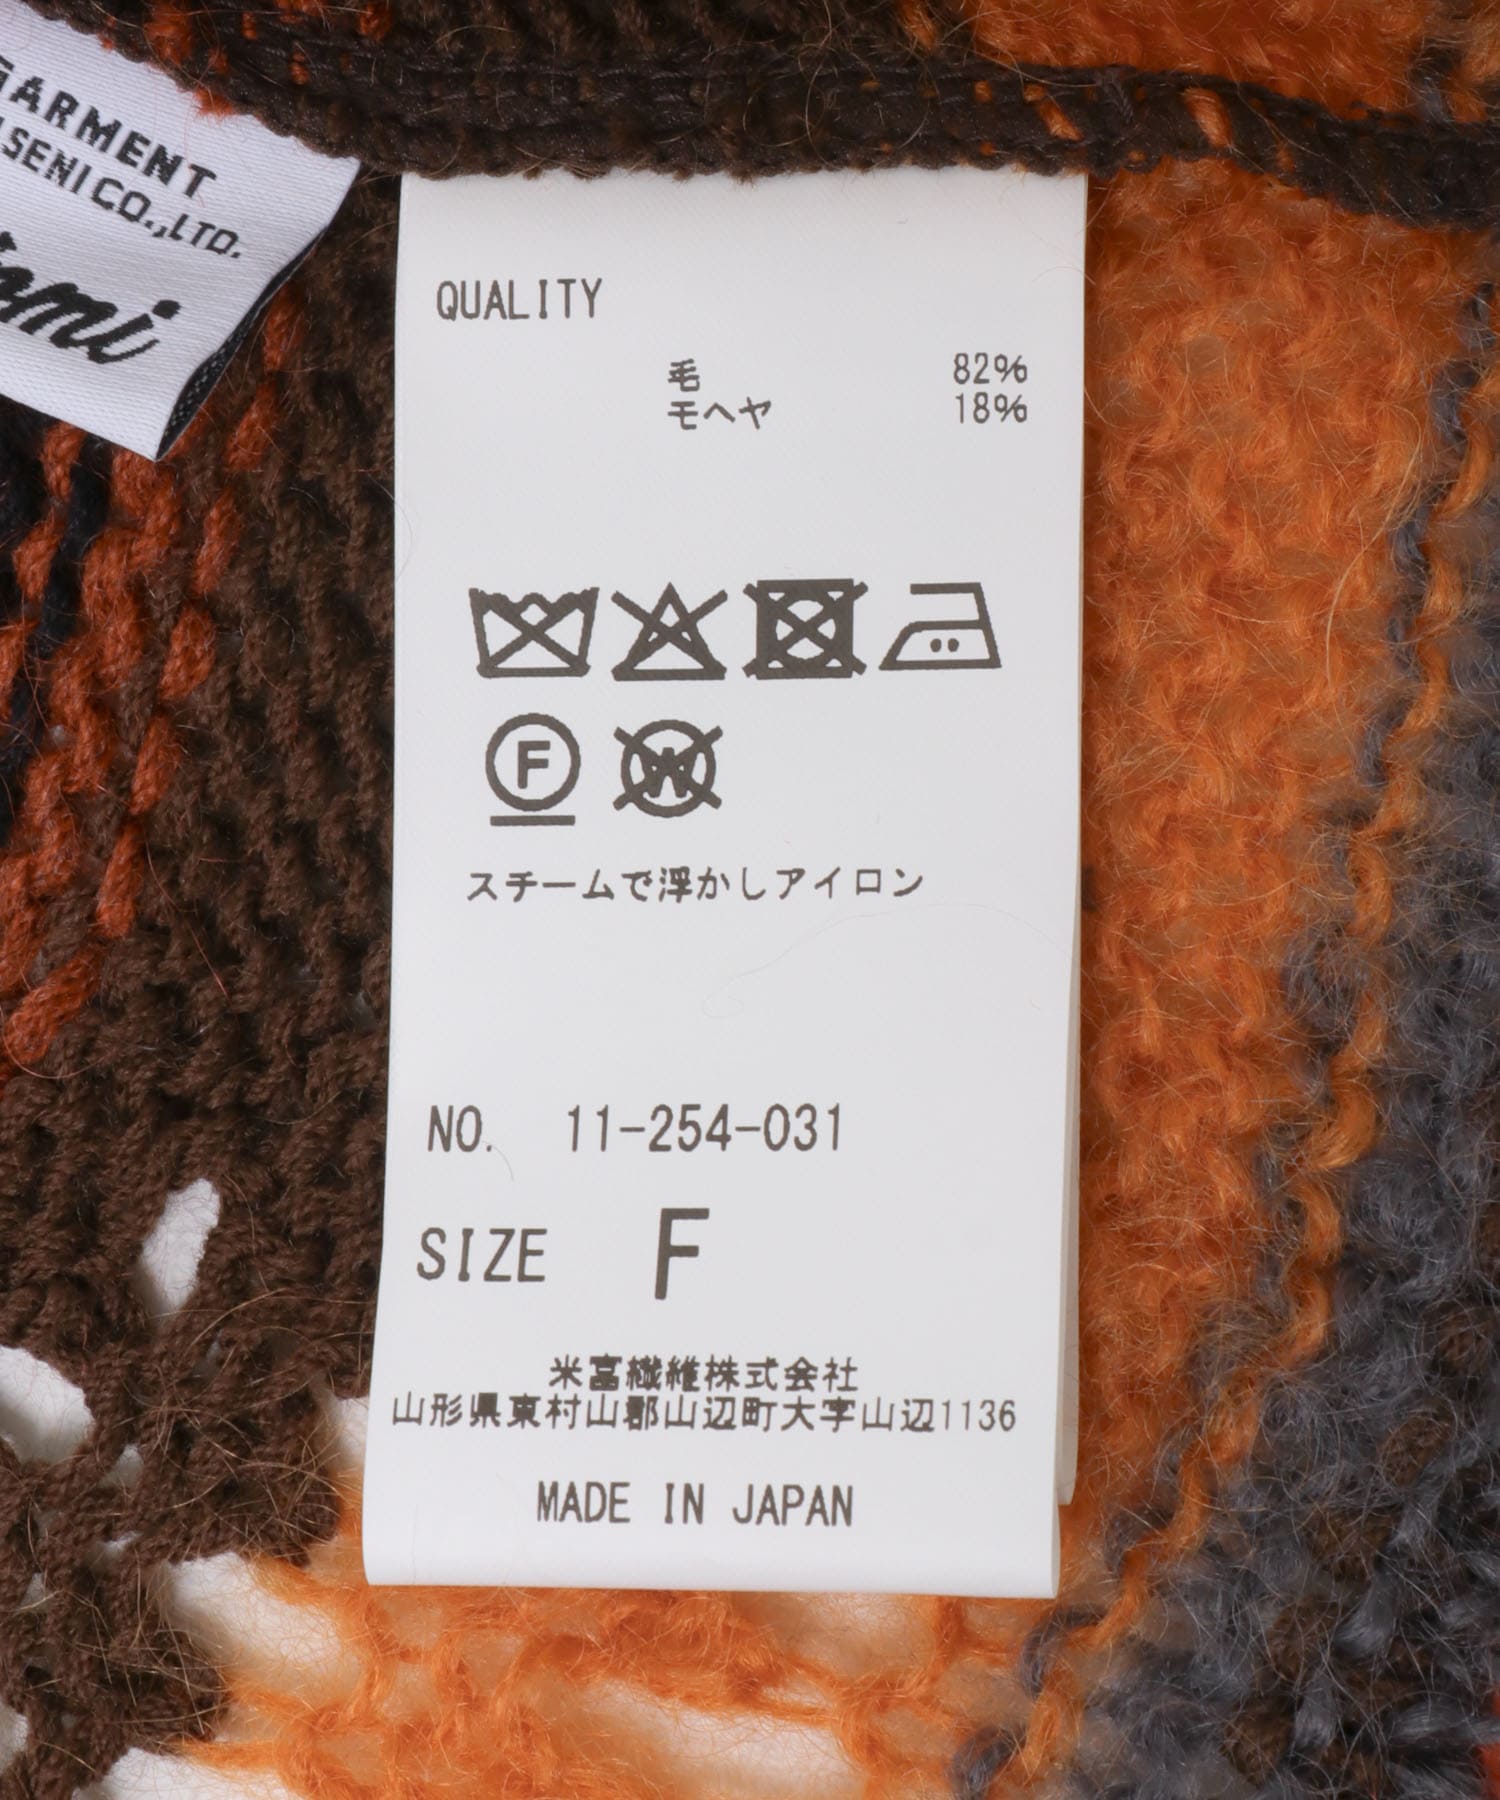 GARMENT
SENI CO.,LTD.
QUALITY
毛 82%
モヘヤ 18%
F
W
スチームで浮かしアイロン
NO. 11-254-031
SIZE F
米富繊維株式会社
山形県東村山郡山辺町大字山辺1136
MADE IN JAPAN